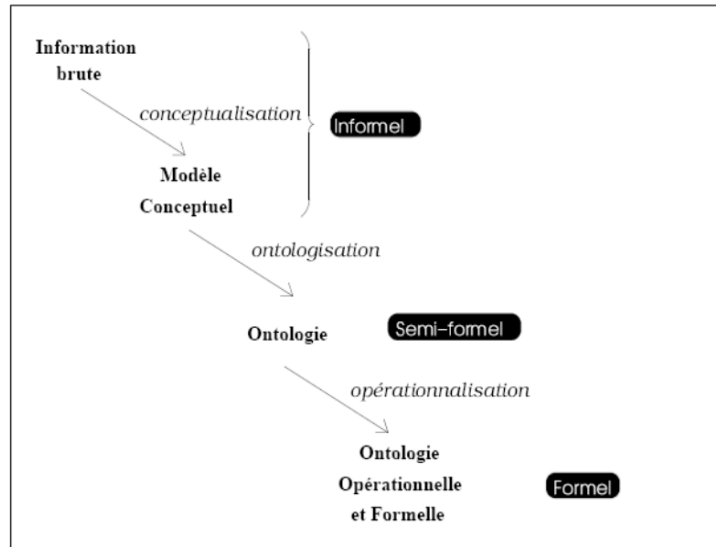 Information
brute
conceptualisation
Informel
Modèle
Conceptuel
ontologisation
Ontologie
Semi-formel
opérationnalisation
Ontologie
Opérationnelle
et Formelle
Formel